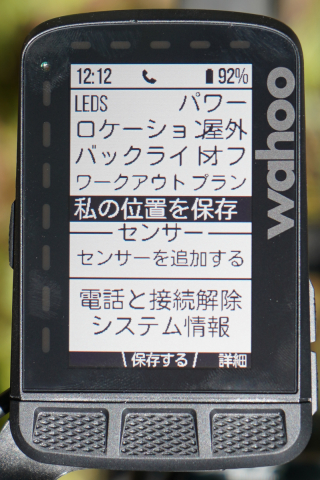 12:12 92%
LEDS パワー
ロケーション屋外
バックライトオフ
ワークアウトプラン
私の位置を保存
センサー
センサーを追加する
電話と接続解除
システム情報
保存する 詳細
wahoo